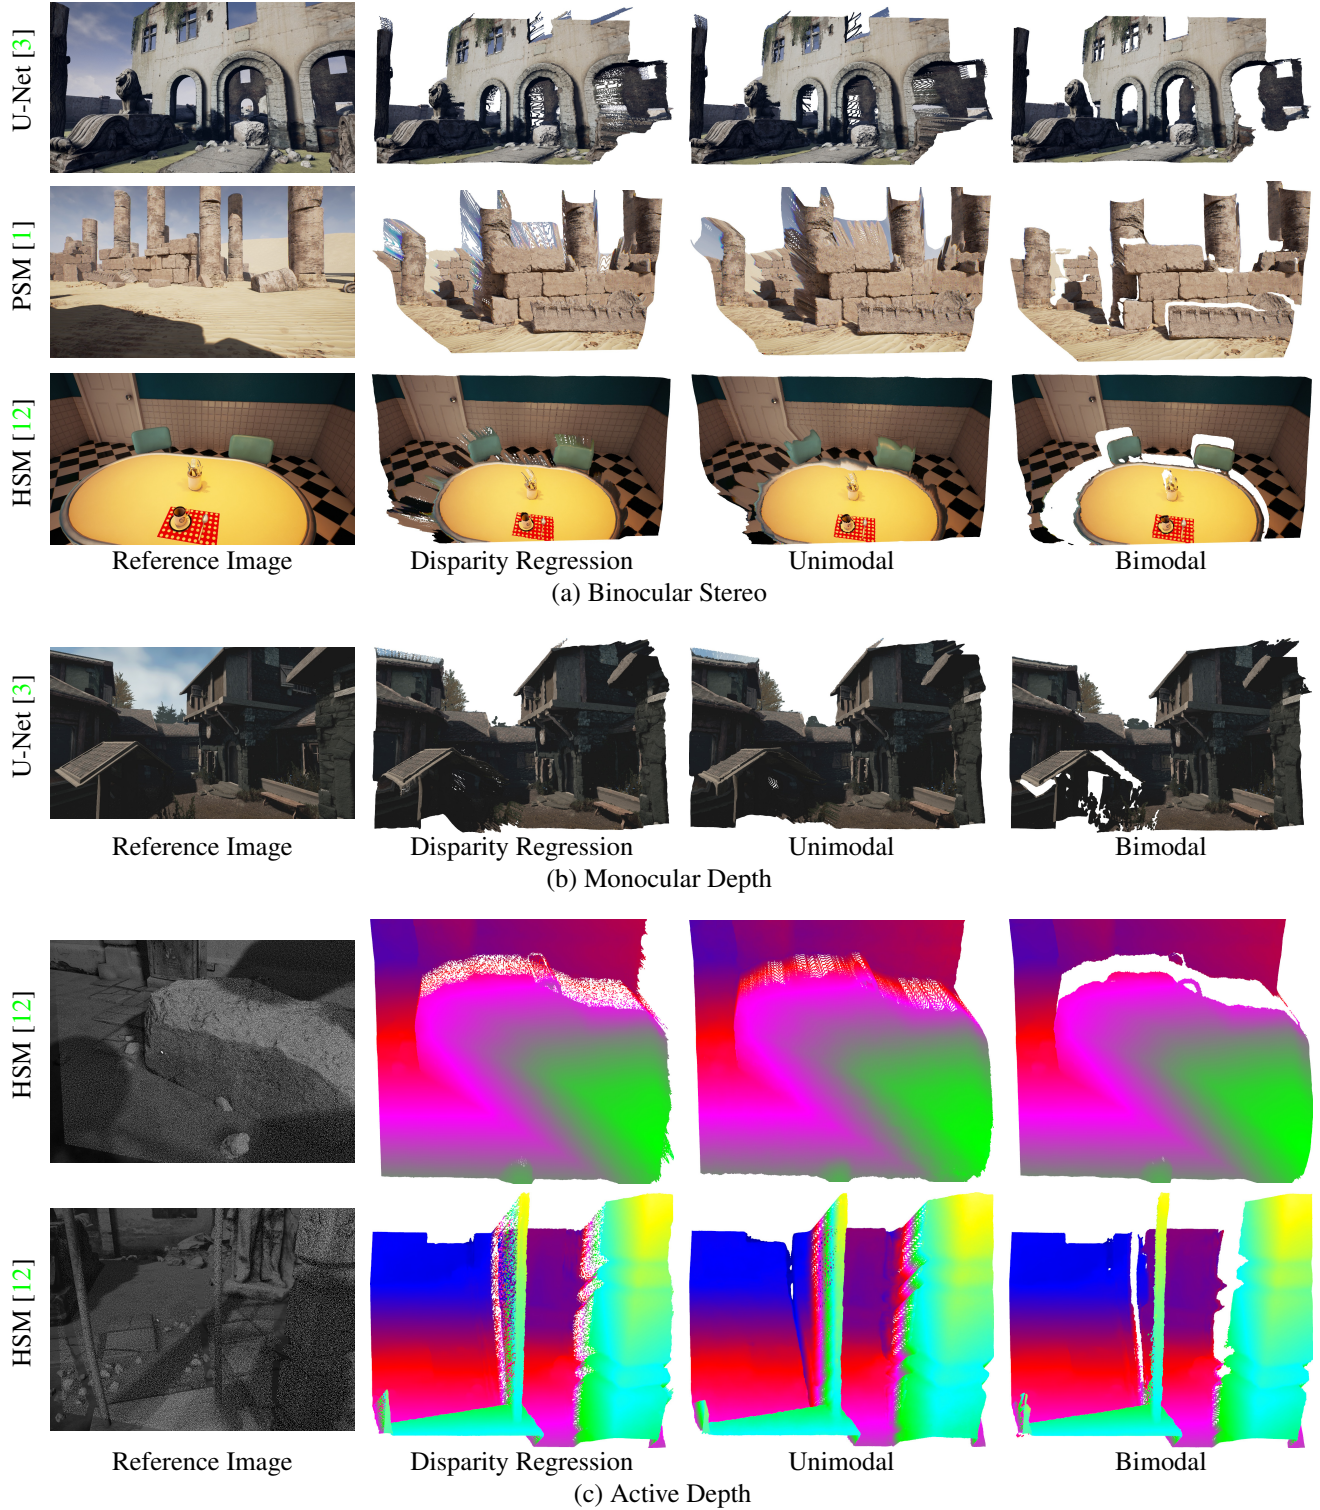 U-Net [3]
PSM [1]
HSM [12]
Reference Image Disparity Regression Unimodal Bimodal
(a) Binocular Stereo
U-Net [3]
Reference Image Disparity Regression Unimodal Bimodal
(b) Monocular Depth
HSM [12]
HSM [12]
Reference Image Disparity Regression Unimodal Bimodal
(c) Active Depth